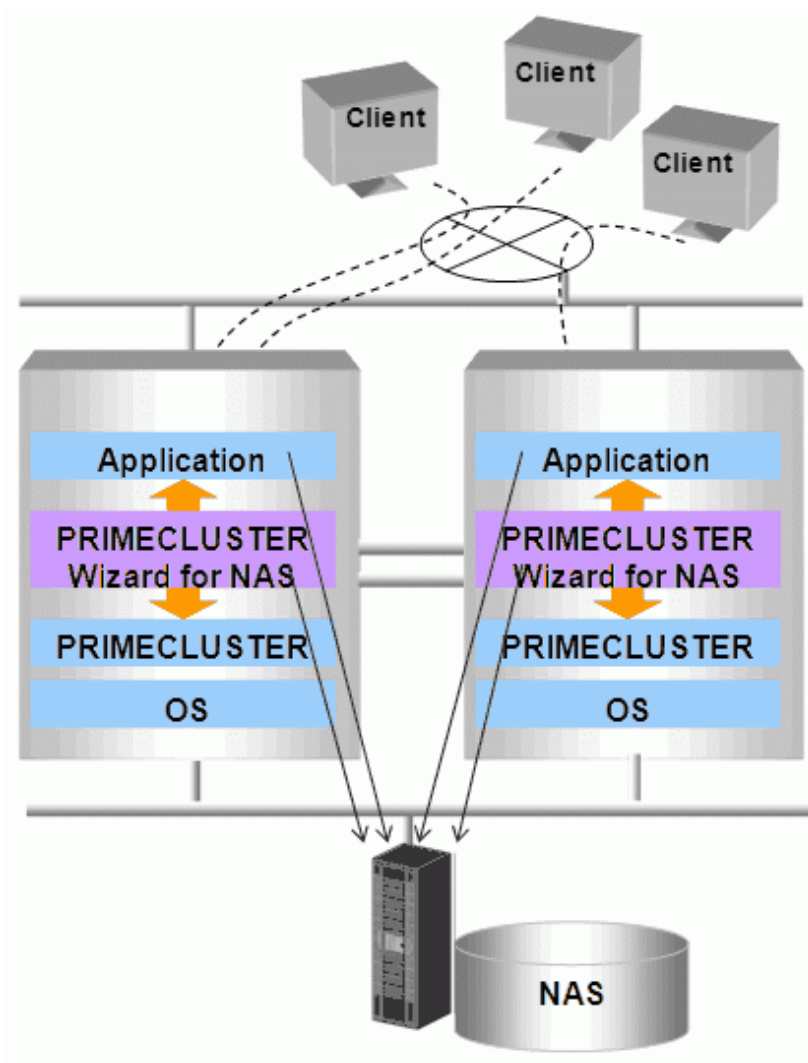 Client
Client
Client
Application
PRIMECLUSTER
Wizard for NAS
PRIMECLUSTER
OS
Application
PRIMECLUSTER
Wizard for NAS
PRIMECLUSTER
OS
NAS